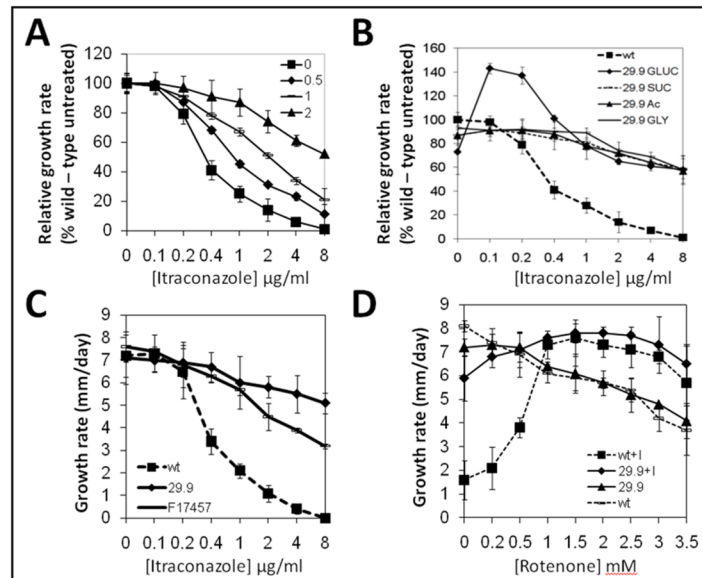 A
Relative growth rate
(% wild – type untreated)
120
100
80
60
40
20
0
0
0.5
1
2
0 0.1 0.2 0.4 1 2 4 8
[Itraconazole] µg/ml
B
Relative growth rate
(% wild – type untreated)
160
140
120
100
80
60
40
20
0
wt
29.9 GLUC
29.9 SUC
29.9 Ac
29.9 GLY
0 0.1 0.2 0.4 1 2 4 8
[Itraconazole] µg/ml
C
Growth rate (mm/day)
9
8
7
6
5
4
3
2
1
0
wt
29.9
F17457
0 0.1 0.2 0.4 1 2 4 8
[Itraconazole] µg/ml
D
Growth rate (mm/day)
9
8
7
6
5
4
3
2
1
0
wt+I
29.9+I
29.9
wt
0 0.2 0.5 1 1.5 2 2.5 3 3.5
[Rotenone] mM